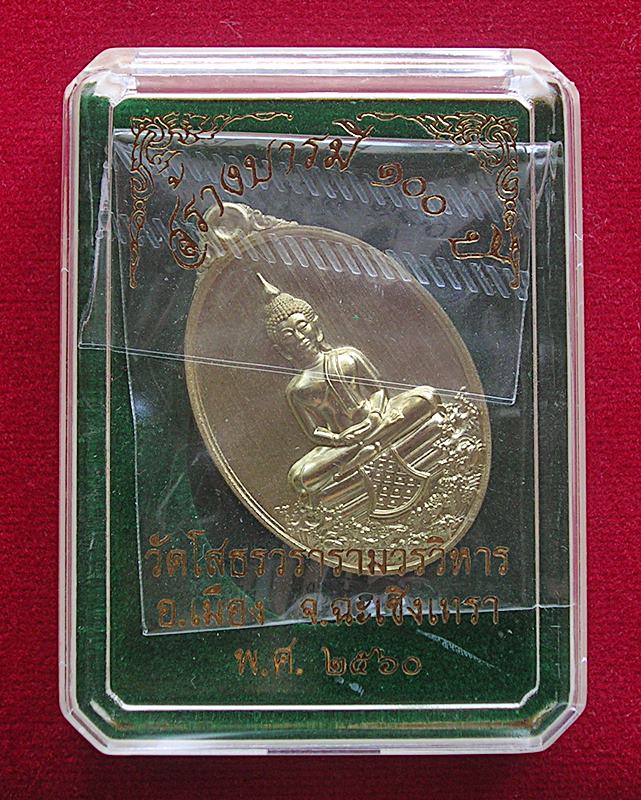 สร้างบารมี ๑๐๐ ปี
วัดโสธรวรารามวรวิหาร
อ.เมือง จ.ฉะเชิงเทรา
พ.ศ. ๒๕๖๐